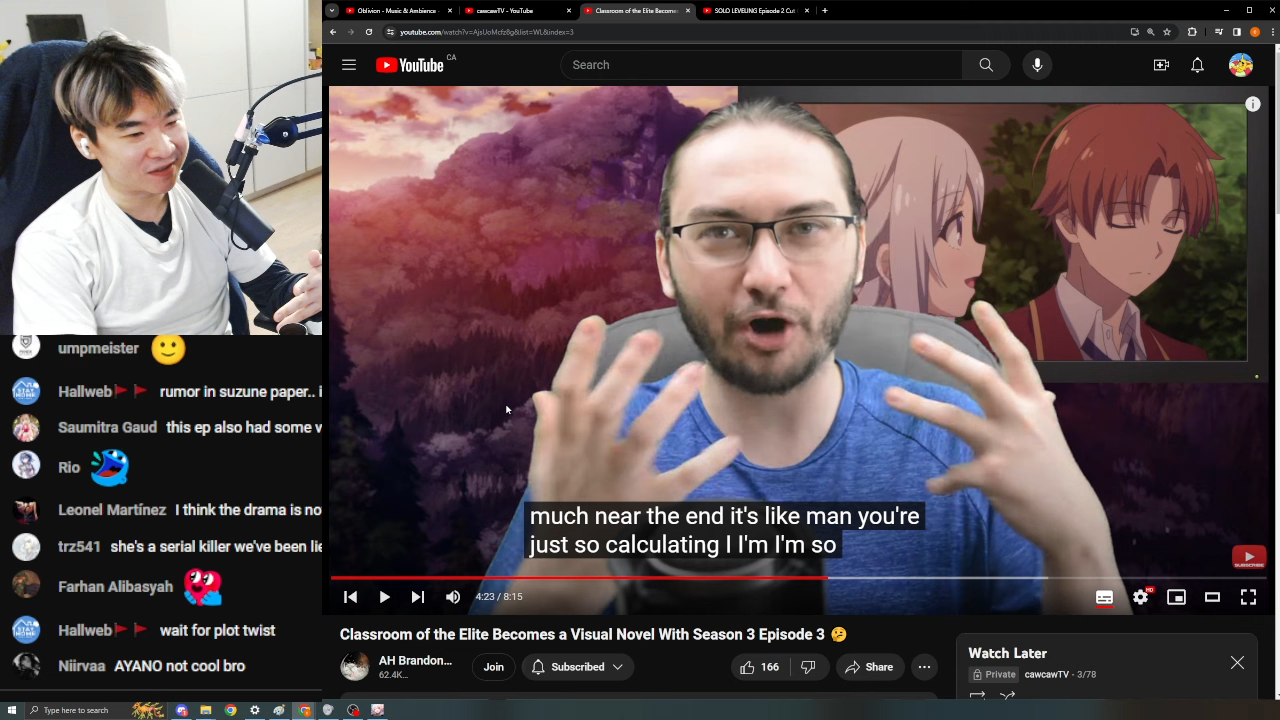 Oblivion - Music & Ambience -
cawcawTV - YouTube
Classroom of the Elite Becomes
SOLO LEVELING Episode 2 Cut
youtube.com/watch?v=AjsUoMcfz8g&list=WL&index=3
YouTube CA
Search
much near the end it's like man you're
just so calculating I I'm I'm so
SUBSCRIBE
4:23 / 8:15
HD
Classroom of the Elite Becomes a Visual Novel With Season 3 Episode 3
AH Brandon...
62.4K...
Join
Subscribed
166
Share
Watch Later
Private cawcawTV - 3/78
umpmeister
Hallweb rumor in suzune paper.. i
Saumitra Gaud this ep also had some v
Rio
Leonel Martínez I think the drama is no
trz541 she's a serial killer we've been lie
Farhan Alibasyah
Hallweb wait for plot twist
Niirvaa AYANO not cool bro
Type here to search